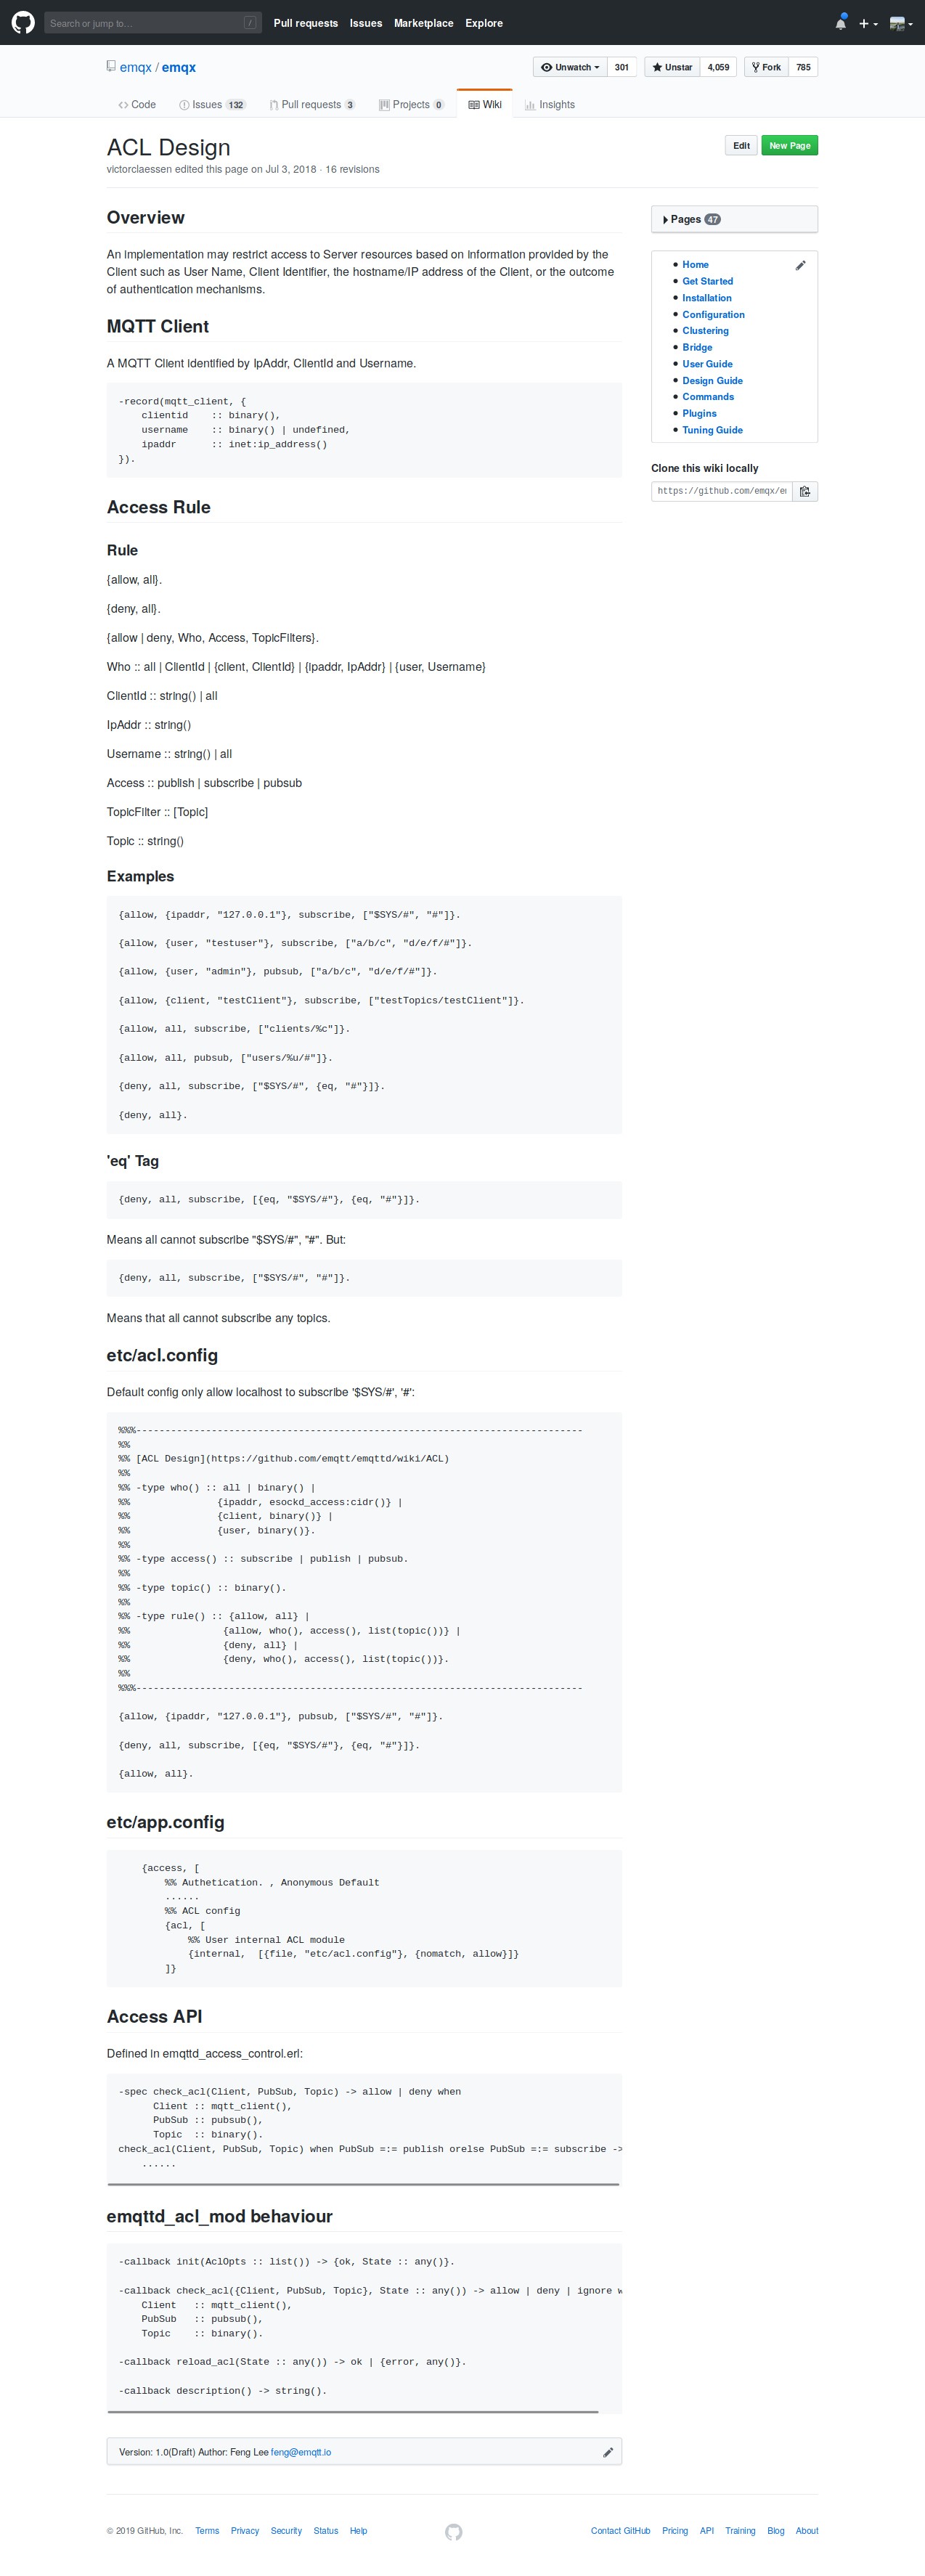 Search or jump to... /
Pull requests Issues Marketplace Explore
emqx / emqx
Unwatch 301 Unstar 4,059 Fork 785
Code Issues 132 Pull requests 3 Projects 0 Wiki Insights
ACL Design
Edit New Page
victorclaessen edited this page on Jul 3, 2018 · 16 revisions
Overview
An implementation may restrict access to Server resources based on information provided by the
Client such as User Name, Client Identifier, the hostname/IP address of the Client, or the outcome
of authentication mechanisms.
MQTT Client
A MQTT Client identified by IpAddr, ClientId and Username.
-record(mqtt_client, {
    clientid    :: binary(),
    username    :: binary() | undefined,
    ipaddr      :: inet:ip_address()
}).
Access Rule
Rule
{allow, all}.
{deny, all}.
{allow | deny, Who, Access, TopicFilters}.
Who :: all | ClientId | {client, ClientId} | {ipaddr, IpAddr} | {user, Username}
ClientId :: string() | all
IpAddr :: string()
Username :: string() | all
Access :: publish | subscribe | pubsub
TopicFilter :: [Topic]
Topic :: string()
Examples
{allow, {ipaddr, "127.0.0.1"}, subscribe, ["$SYS/#", "#"]}.
{allow, {user, "testuser"}, subscribe, ["a/b/c", "d/e/f/#"]}.
{allow, {user, "admin"}, pubsub, ["a/b/c", "d/e/f/#"]}.
{allow, {client, "testClient"}, subscribe, ["testTopics/testClient"]}.
{allow, all, subscribe, ["clients/%c"]}.
{allow, all, pubsub, ["users/%u/#"]}.
{deny, all, subscribe, ["$SYS/#", {eq, "#"}]}.
{deny, all}.
'eq' Tag
{deny, all, subscribe, [{eq, "$SYS/#"}, {eq, "#"}]}.
Means all cannot subscribe "$SYS/#", "#". But:
{deny, all, subscribe, ["$SYS/#", "#"]}.
Means that all cannot subscribe any topics.
etc/acl.config
Default config only allow localhost to subscribe '$SYS/#', '#':
%%%-----------------------------------------------------------------------------
%%
%% [ACL Design](https://github.com/emqtt/emqttd/wiki/ACL)
%%
%% -type who() :: all | binary() |
%%               {ipaddr, esockd_access:cidr()} |
%%               {client, binary()} |
%%               {user, binary()}.
%%
%% -type access() :: subscribe | publish | pubsub.
%%
%% -type topic() :: binary().
%%
%% -type rule() :: {allow, all} |
%%                {allow, who(), access(), list(topic())} |
%%                {deny, all} |
%%                {deny, who(), access(), list(topic())}.
%%
%%%-----------------------------------------------------------------------------
{allow, {ipaddr, "127.0.0.1"}, pubsub, ["$SYS/#", "#"]}.
{deny, all, subscribe, [{eq, "$SYS/#"}, {eq, "#"}]}.
{allow, all}.
etc/app.config
    {access, [
        %% Authetication. , Anonymous Default
        ......
        %% ACL config
        {acl, [
            %% User internal ACL module
            {internal,  [{file, "etc/acl.config"}, {nomatch, allow}]}
        ]}
Access API
Defined in emqttd_access_control.erl:
-spec check_acl(Client, PubSub, Topic) -> allow | deny when
      Client :: mqtt_client(),
      PubSub :: pubsub(),
      Topic  :: binary().
check_acl(Client, PubSub, Topic) when PubSub =:= publish orelse PubSub =:= subscribe ->
    ......
emqttd_acl_mod behaviour
-callback init(AclOpts :: list()) -> {ok, State :: any()}.
-callback check_acl({Client, PubSub, Topic}, State :: any()) -> allow | deny | ignore w
    Client   :: mqtt_client(),
    PubSub   :: pubsub(),
    Topic    :: binary().
-callback reload_acl(State :: any()) -> ok | {error, any()}.
-callback description() -> string().
Version: 1.0(Draft) Author: Feng Lee feng@emqtt.io
Pages 47
Home
Get Started
Installation
Configuration
Clustering
Bridge
User Guide
Design Guide
Commands
Plugins
Tuning Guide
Clone this wiki locally
https://github.com/emqx/e
© 2019 GitHub, Inc. Terms Privacy Security Status Help
Contact GitHub Pricing API Training Blog About